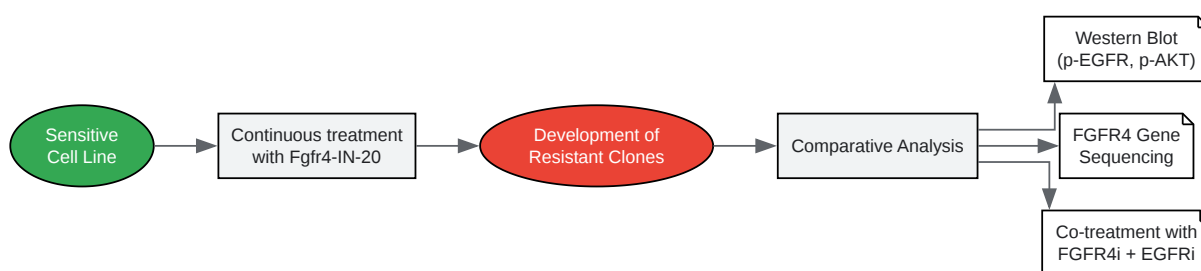 Sensitive
Cell Line
Continuous treatment
with Fgfr4-IN-20
Development of
Resistant Clones
Comparative Analysis
Western Blot
(p-EGFR, p-AKT)
FGFR4 Gene
Sequencing
Co-treatment with
FGFR4i + EGFRi